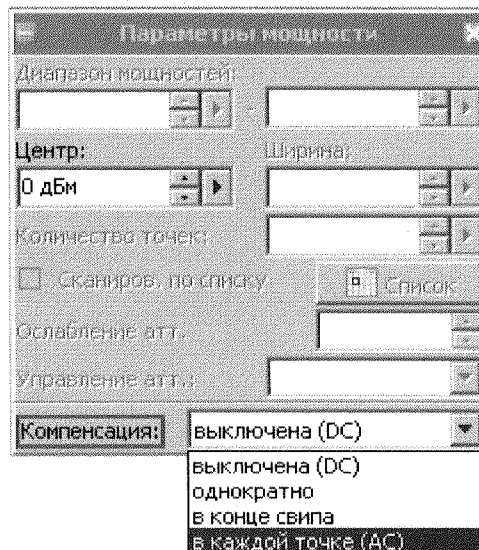 Параметры мощности
Диапазон мощностей:
-
Центр: Ширина:
0 дБм
Количество точек:
Сканиров. по списку Список
Ослабление атт.
Управление атт.:
Компенсация: выключена (DC)
выключена (DC)
однократно
в конце свипа
в каждой точке (AC)